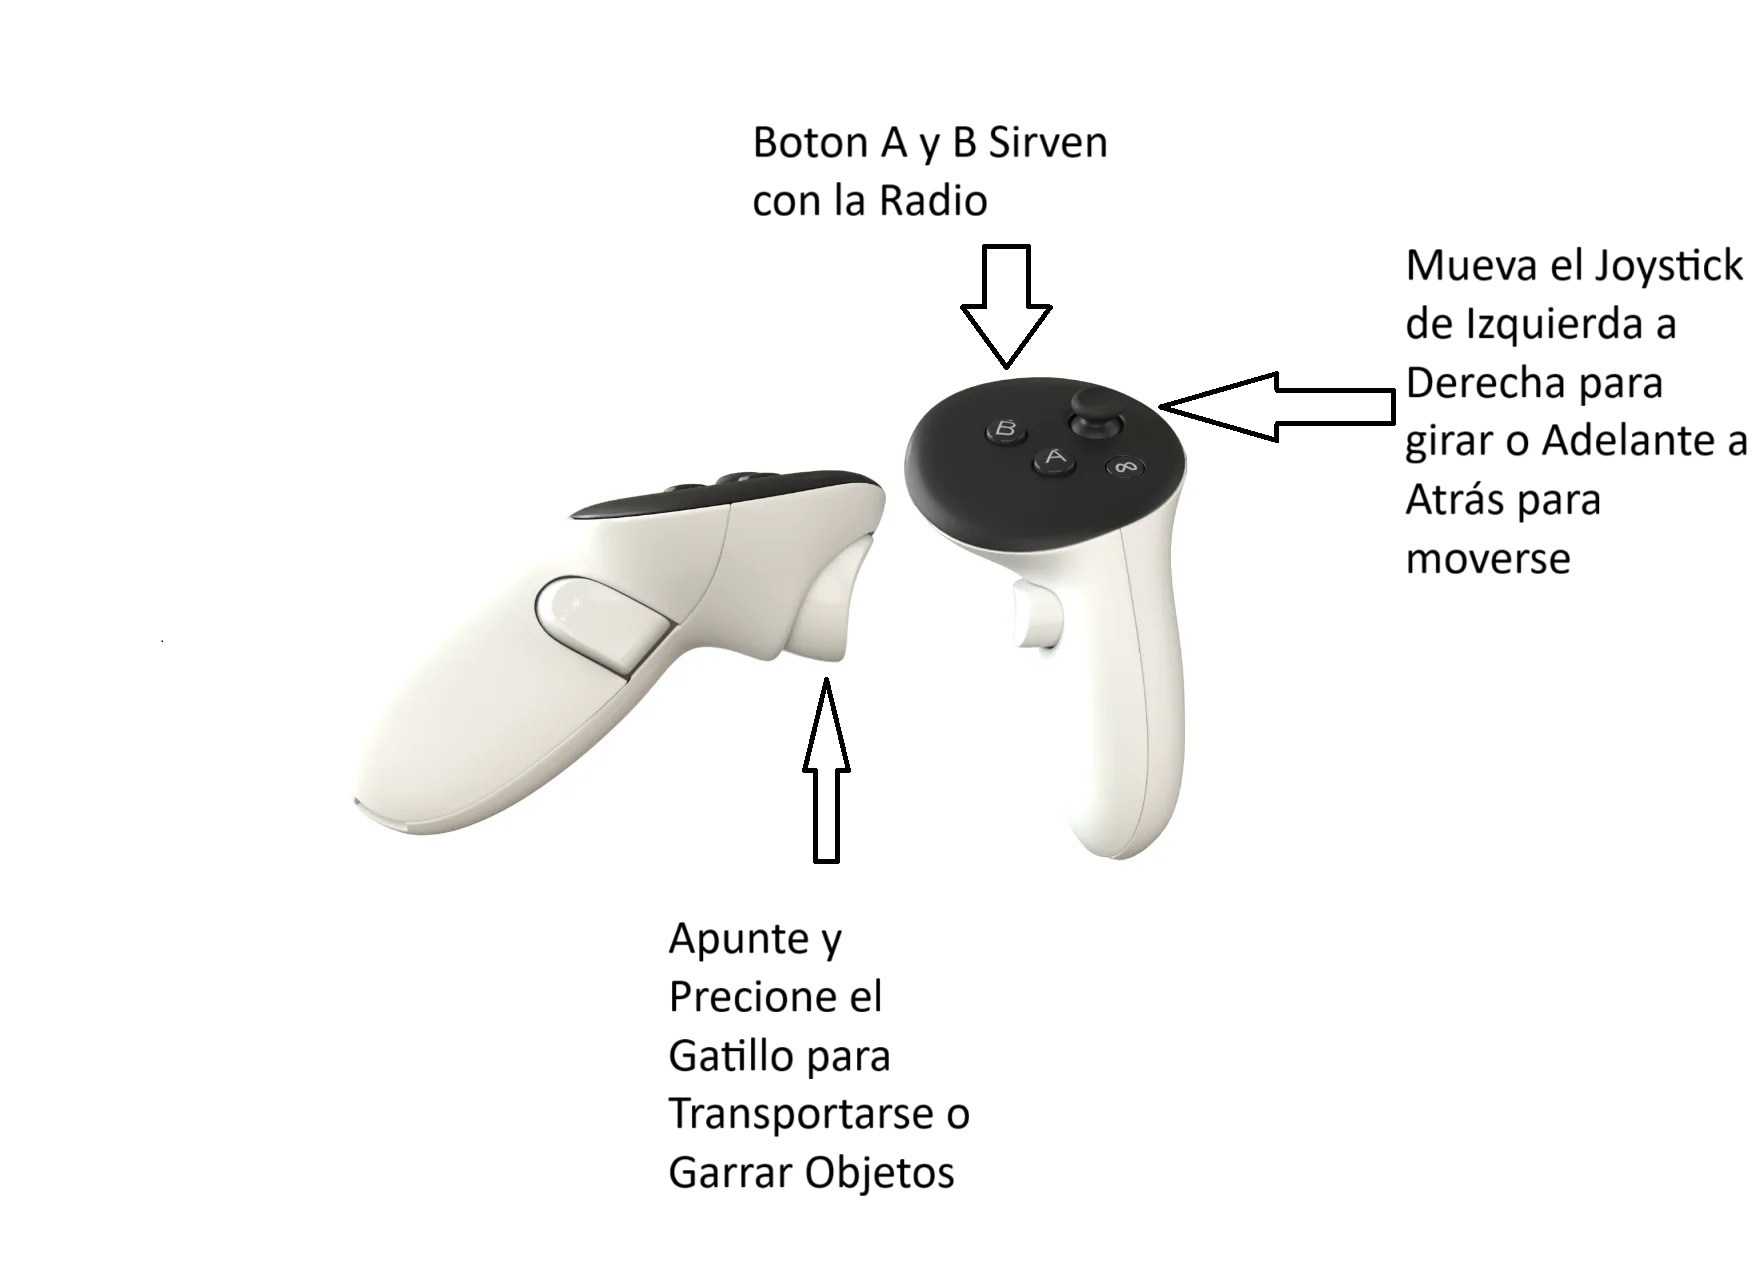 Boton A y B Sirven
con la Radio
Mueva el Joystick
de Izquierda a
Derecha para
girar o Adelante a
Atrás para
moverse
B
A
∞
Apunte y
Precione el
Gatillo para
Transportarse o
Garrar Objetos